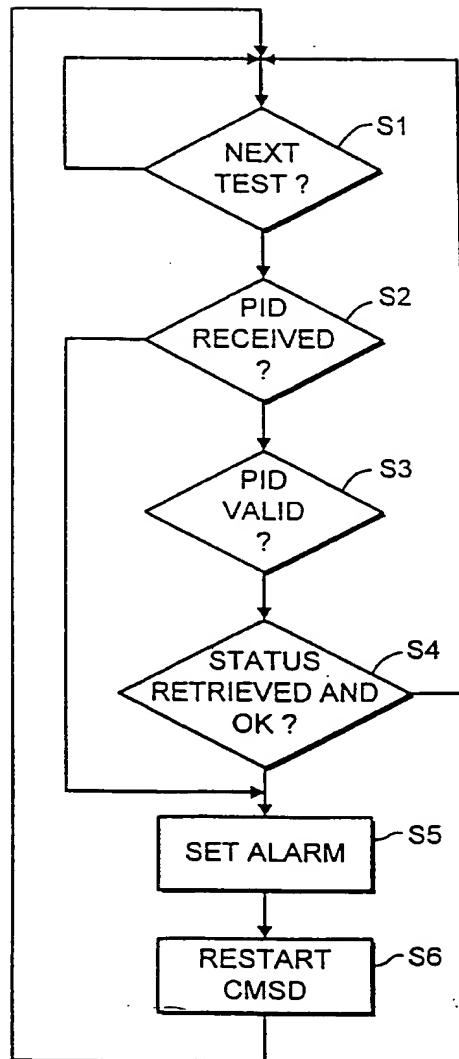 S1
NEXT
TEST ?
S2
PID
RECEIVED
?
S3
PID
VALID
?
S4
STATUS
RETRIEVED AND
OK ?
S5
SET ALARM
S6
RESTART
CMSD